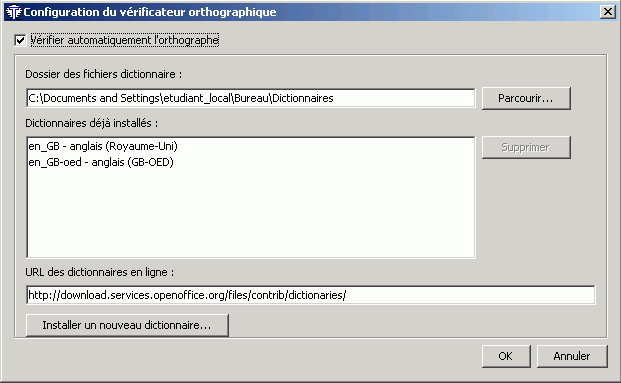 Configuration du vérificateur orthographique
Vérifier automatiquement l'orthographe
Dossier des fichiers dictionnaire :
C:\Documents and Settings\etudiant_local\Bureau\Dictionnaires
Parcourir...
Dictionnaires déjà installés :
en_GB - anglais (Royaume-Uni)
en_GB-oed - anglais (GB-OED)
Supprimer
URL des dictionnaires en ligne :
http://download.services.openoffice.org/files/contrib/dictionaries/
Installer un nouveau dictionnaire...
OK
Annuler